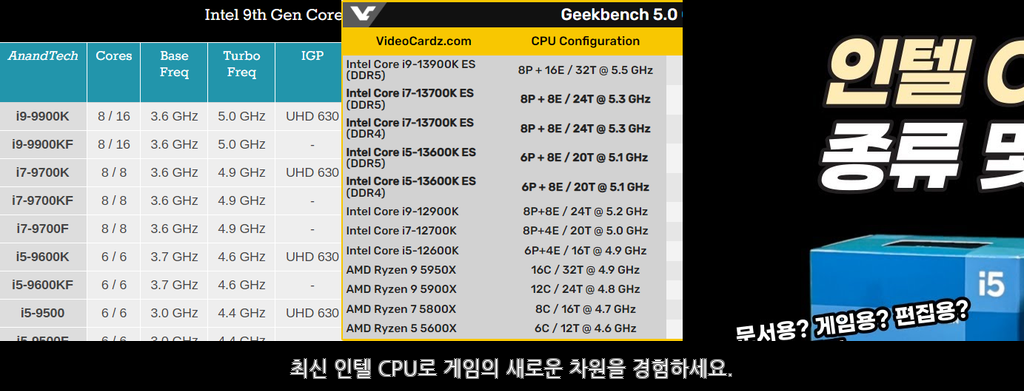 Intel 9th Gen Core
AnandTech Cores Base Freq Turbo Freq IGP
i9-9900K 8 / 16 3.6 GHz 5.0 GHz UHD 630
i9-9900KF 8 / 16 3.6 GHz 5.0 GHz -
i7-9700K 8 / 8 3.6 GHz 4.9 GHz UHD 630
i7-9700KF 8 / 8 3.6 GHz 4.9 GHz -
i7-9700F 8 / 8 3.6 GHz 4.9 GHz -
i5-9600K 6 / 6 3.7 GHz 4.6 GHz UHD 630
i5-9600KF 6 / 6 3.7 GHz 4.6 GHz -
i5-9500 6 / 6 3.0 GHz 4.4 GHz UHD 630
i5-9500F 6 / 6 3.0 GHz 4.4 GHz -
Geekbench 5.0
VideoCardz.com CPU Configuration
Intel Core i9-13900K ES (DDR5) 8P + 16E / 32T @ 5.5 GHz
Intel Core i7-13700K ES (DDR5) 8P + 8E / 24T @ 5.3 GHz
Intel Core i7-13700K ES (DDR4) 8P + 8E / 24T @ 5.3 GHz
Intel Core i5-13600K ES (DDR5) 6P + 8E / 20T @ 5.1 GHz
Intel Core i5-13600K ES (DDR4) 6P + 8E / 20T @ 5.1 GHz
Intel Core i9-12900K 8P+8E / 24T @ 5.2 GHz
Intel Core i7-12700K 8P+4E / 20T @ 5.0 GHz
Intel Core i5-12600K 6P+4E / 16T @ 4.9 GHz
AMD Ryzen 9 5950X 16C / 32T @ 4.9 GHz
AMD Ryzen 9 5900X 12C / 24T @ 4.8 GHz
AMD Ryzen 7 5800X 8C / 16T @ 4.7 GHz
AMD Ryzen 5 5600X 6C / 12T @ 4.6 GHz
인텔 C
종류 및
i5
문서용? 게임용? 편집용?
최신 인텔 CPU로 게임의 새로운 차원을 경험하세요.